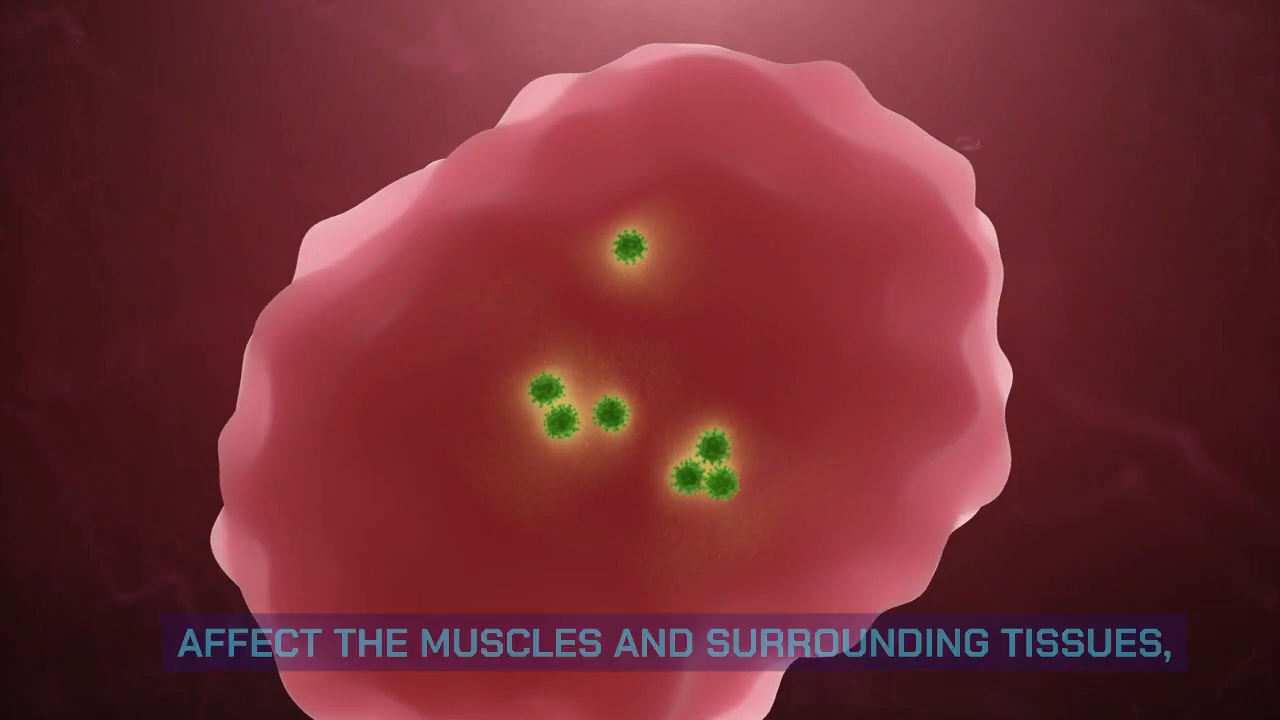 AFFECT THE MUSCLES AND SURROUNDING TISSUES,